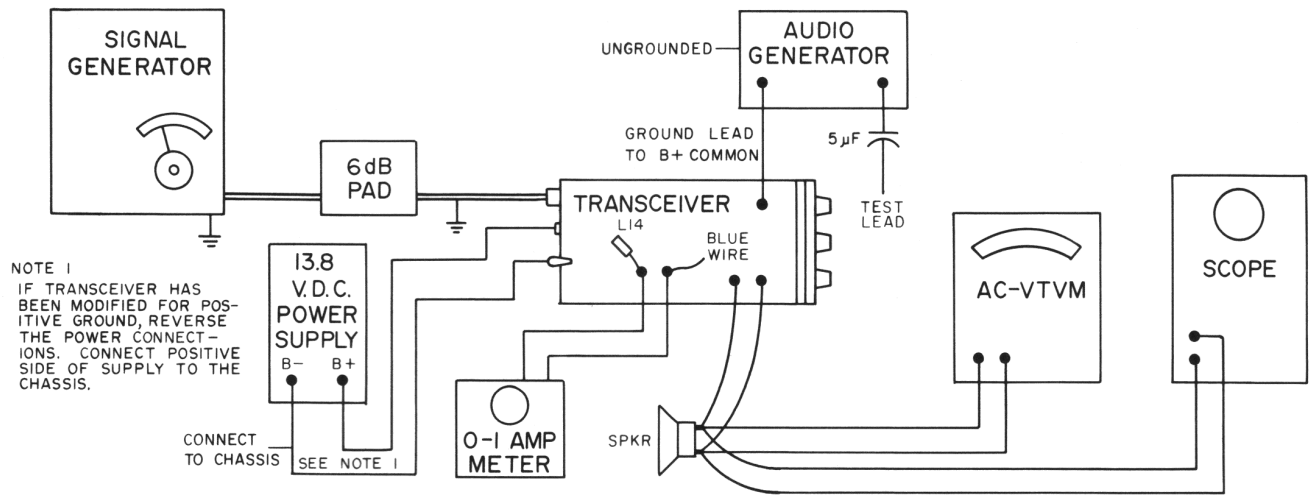 SIGNAL
GENERATOR
6dB
PAD
UNGROUNDED
AUDIO
GENERATOR
GROUND LEAD
TO B+ COMMON
5µF
TEST
LEAD
TRANSCEIVER
L14
BLUE
WIRE
AC-VTVM
SCOPE
NOTE 1
IF TRANSCEIVER HAS
BEEN MODIFIED FOR POS-
ITIVE GROUND, REVERSE
THE POWER CONNECT-
IONS. CONNECT POSITIVE
SIDE OF SUPPLY TO THE
CHASSIS.
13.8
V.D.C.
POWER
SUPPLY
B- B+
CONNECT
TO CHASSIS
SEE NOTE 1
0-1 AMP
METER
SPKR